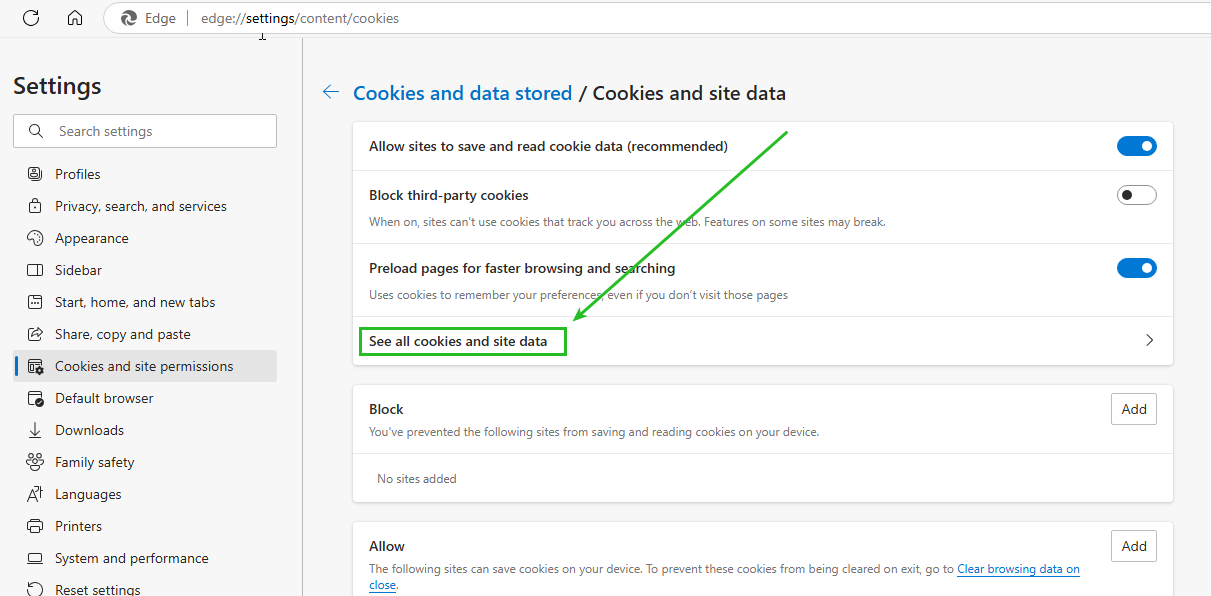 Edge edge://settings/content/cookies
Settings
Search settings
Profiles
Privacy, search, and services
Appearance
Sidebar
Start, home, and new tabs
Share, copy and paste
Cookies and site permissions
Default browser
Downloads
Family safety
Languages
Printers
System and performance
Reset settings
Cookies and data stored / Cookies and site data
Allow sites to save and read cookie data (recommended)
Block third-party cookies
When on, sites can't use cookies that track you across the web. Features on some sites may break.
Preload pages for faster browsing and searching
Uses cookies to remember your preferences, even if you don't visit those pages
See all cookies and site data
Block
Add
You've prevented the following sites from saving and reading cookies on your device.
No sites added
Allow
Add
The following sites can save cookies on your device. To prevent these cookies from being cleared on exit, go to Clear browsing data on
close.